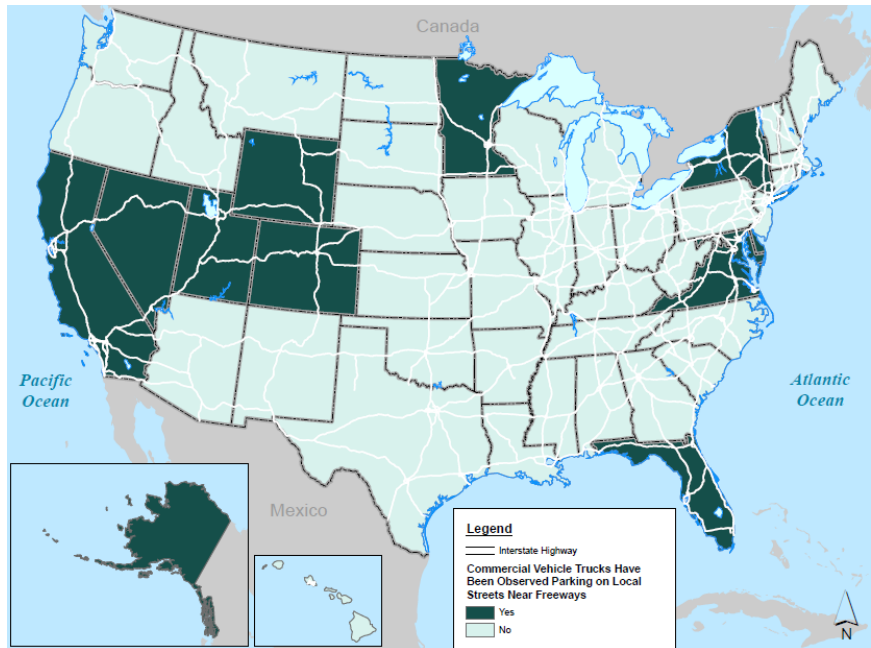 Canada
Pacific
Ocean
Atlantic
Ocean
Mexico
Legend
Interstate Highway
Commercial Vehicle Trucks Have
Been Observed Parking on Local
Streets Near Freeways
Yes
No
N